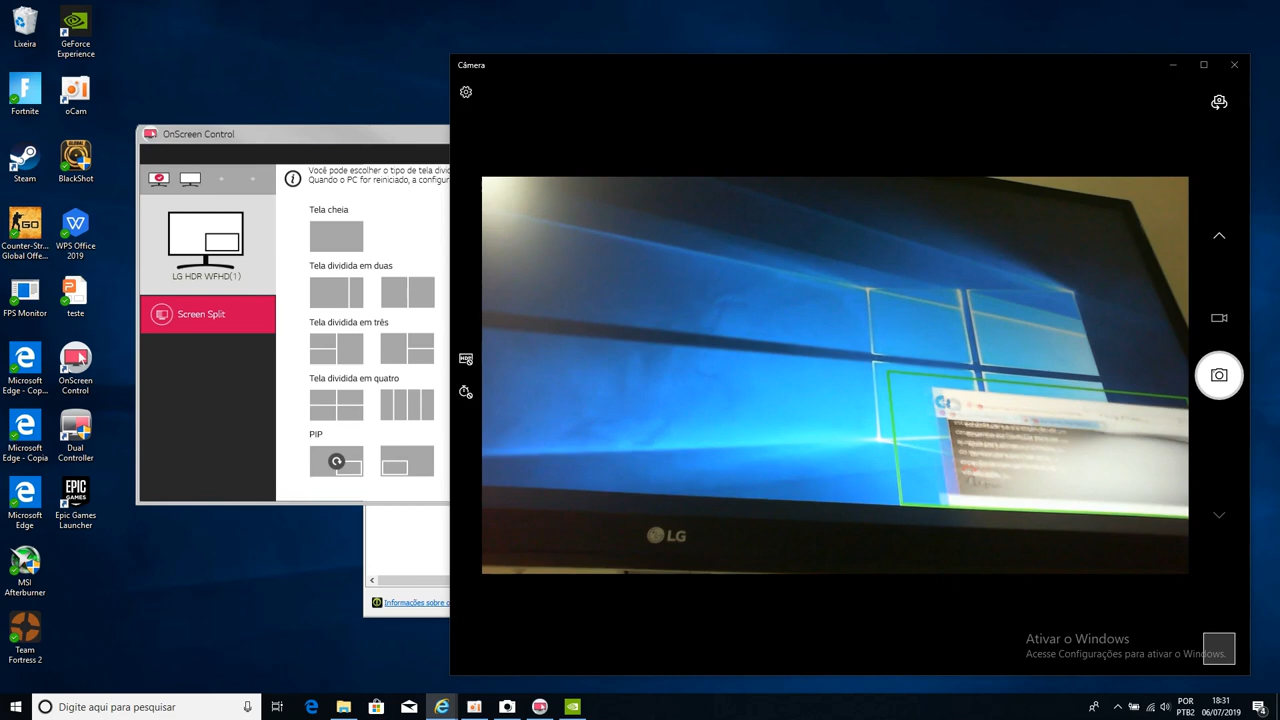 Lixeira
GeForce
Experience
Fortnite
oCam
Steam
BlackShot
Counter-Str...
Global Offe...
WPS Office
2019
FPS Monitor
teste
Microsoft
Edge - Cop...
OnScreen
Control
Microsoft
Edge - Copia
Dual
Controller
Microsoft
Edge
Epic Games
Launcher
MSI
Afterburner
Team
Fortress 2
OnScreen Control
Você pode escolher o tipo de tela divid
Quando o PC for reiniciado, a configur
Tela cheia
LG HDR WFHD(1)
Tela dividida em duas
Screen Split
Tela dividida em três
Tela dividida em quatro
PIP
Informações sobre o
Câmera
LG
Ativar o Windows
Acesse Configurações para ativar o Windows.
Digite aqui para pesquisar
POR
PTB2
18:31
06/07/2019
4